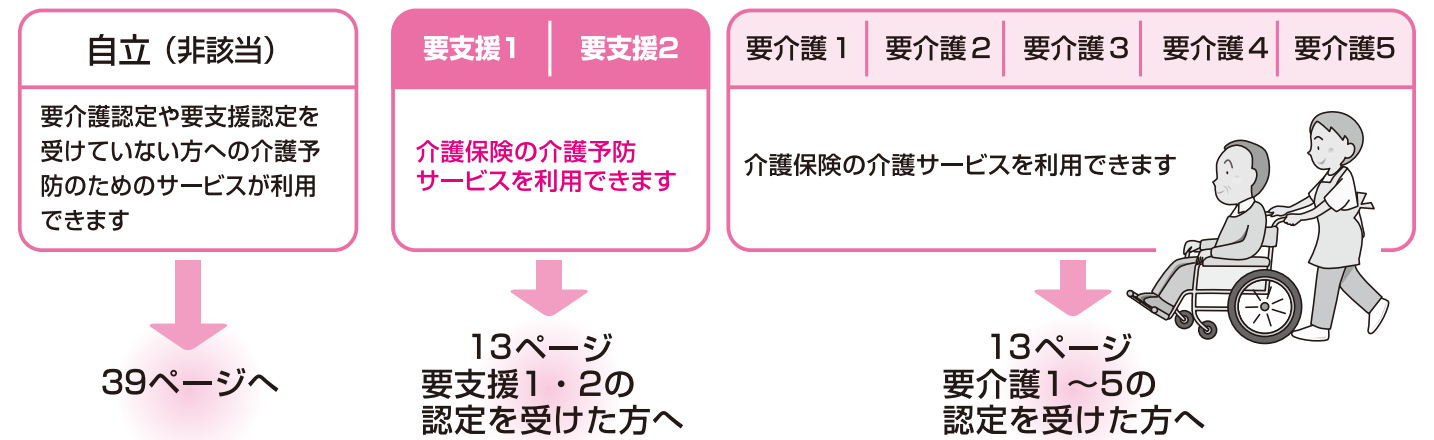 自立（非該当）
要介護認定や要支援認定を
受けていない方への介護予
防のためのサービスが利用
できます
39ページへ
要支援1 要支援2
介護保険の介護予防
サービスを利用できます
13ページ
要支援1・2の
認定を受けた方へ
要介護1 要介護2 要介護3 要介護4 要介護5
介護保険の介護サービスを利用できます
13ページ
要介護1～5の
認定を受けた方へ